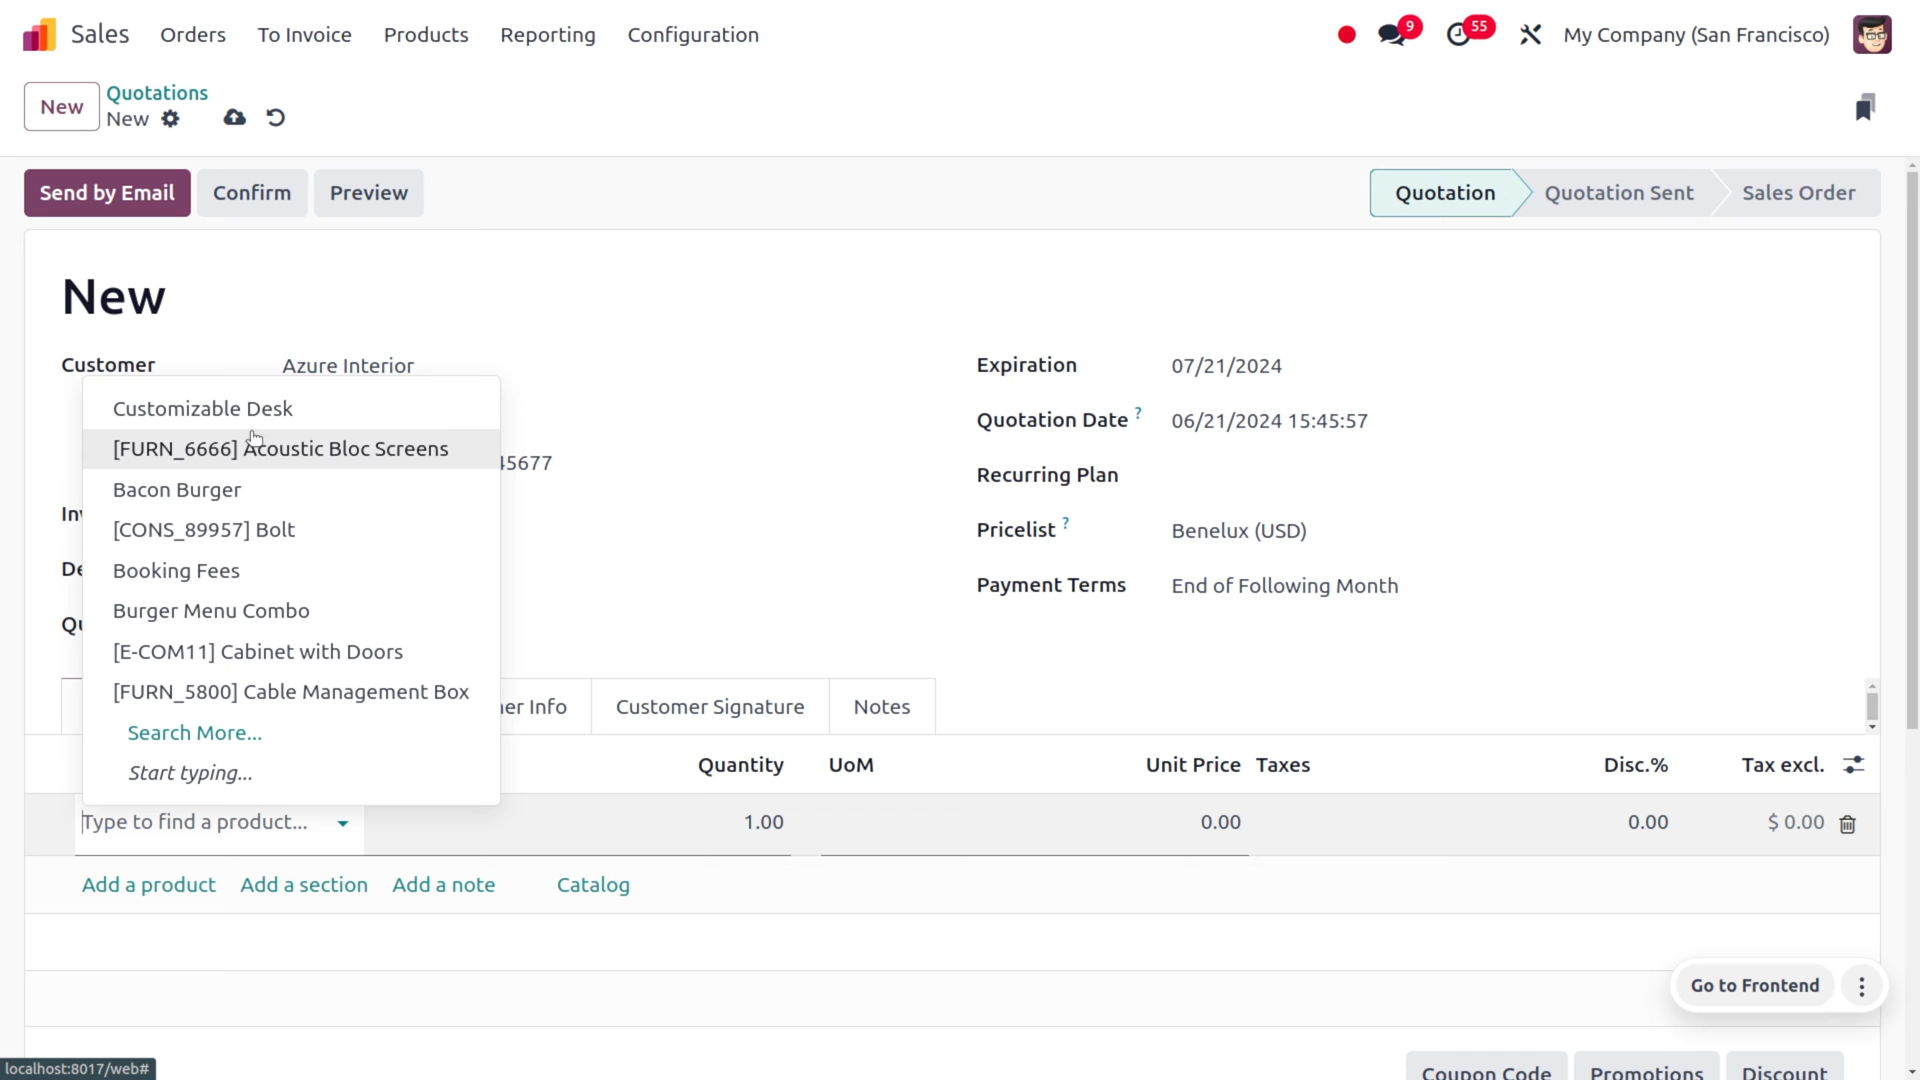 Sales Orders To Invoice Products Reporting Configuration 9 55 My Company (San Francisco)
New Quotations
New
Send by Email Confirm Preview Quotation Quotation Sent Sales Order
New
Customer Azure Interior Expiration 07/21/2024
Customizable Desk Quotation Date ? 06/21/2024 15:45:57
[FURN_6666] Acoustic Bloc Screens 45677
Recurring Plan
Bacon Burger
Inv [CONS_89957] Bolt Pricelist ? Benelux (USD)
De Booking Fees Payment Terms End of Following Month
Qu Burger Menu Combo
[E-COM11] Cabinet with Doors
[FURN_5800] Cable Management Box er Info Customer Signature Notes
Search More...
Start typing... Quantity UoM Unit Price Taxes Disc.% Tax excl.
Type to find a product... 1.00 0.00 0.00 $ 0.00
Add a product Add a section Add a note Catalog
Go to Frontend
localhost:8017/web# Coupon Code Promotions Discount